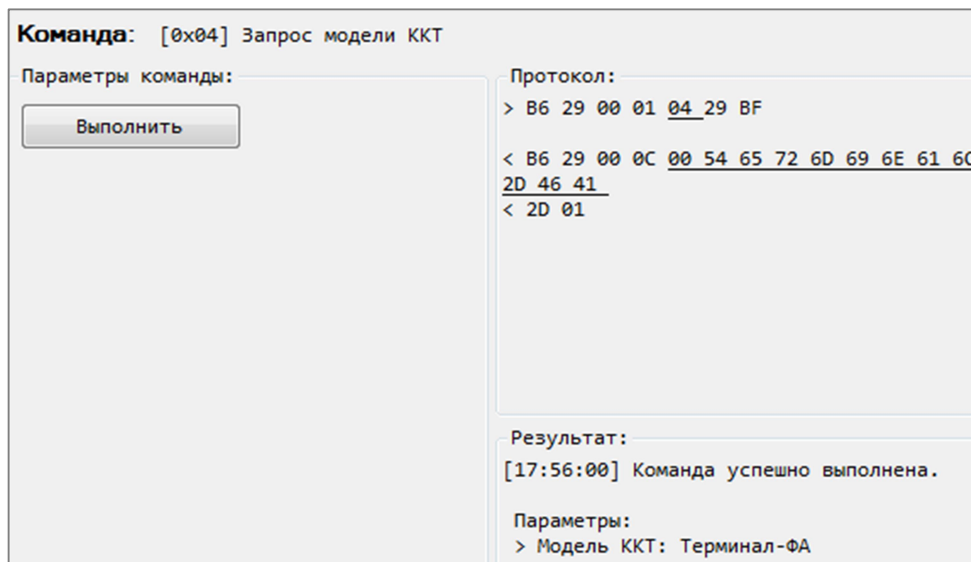 Команда: [0x04] Запрос модели ККТ
Параметры команды:
Выполнить
Протокол:
> B6 29 00 01 04 29 BF
< B6 29 00 0C 00 54 65 72 6D 69 6E 61 6C
2D 46 41
< 2D 01
Результат:
[17:56:00] Команда успешно выполнена.
Параметры:
> Модель ККТ: Терминал-ФА